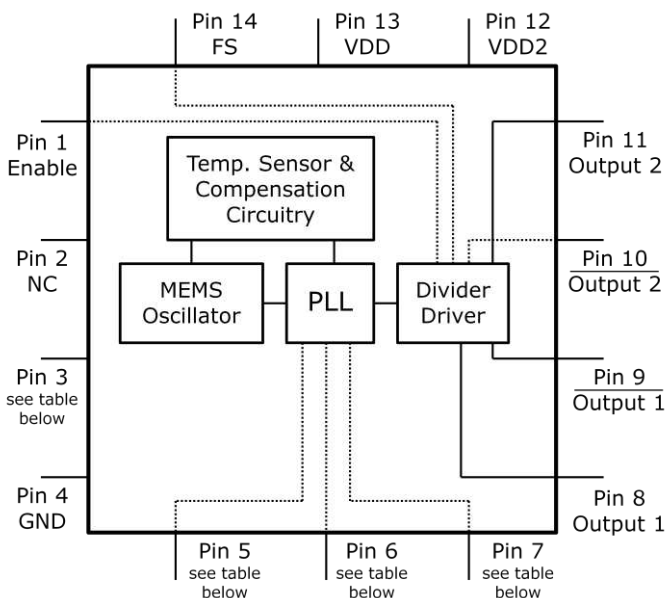 Pin 14
FS
Pin 13
VDD
Pin 12
VDD2
Pin 1
Enable
Pin 11
Output 2
Temp. Sensor &
Compensation
Circuitry
Pin 2
NC
Pin 10
Output 2
MEMS
Oscillator
PLL
Divider
Driver
Pin 3
see table
below
Pin 9
Output 1
Pin 4
GND
Pin 8
Output 1
Pin 5
see table
below
Pin 6
see table
below
Pin 7
see table
below